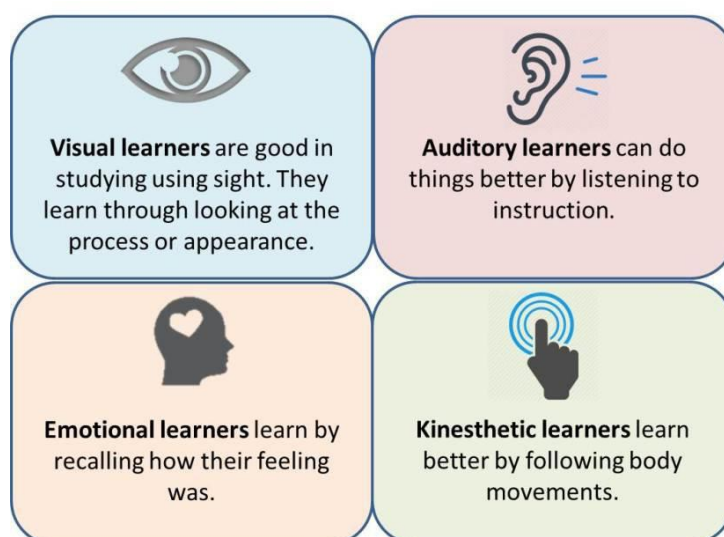 Visual learners are good in
studying using sight. They
learn through looking at the
process or appearance.
Auditory learners can do
things better by listening to
instruction.
Emotional learners learn by
recalling how their feeling
was.
Kinesthetic learners learn
better by following body
movements.